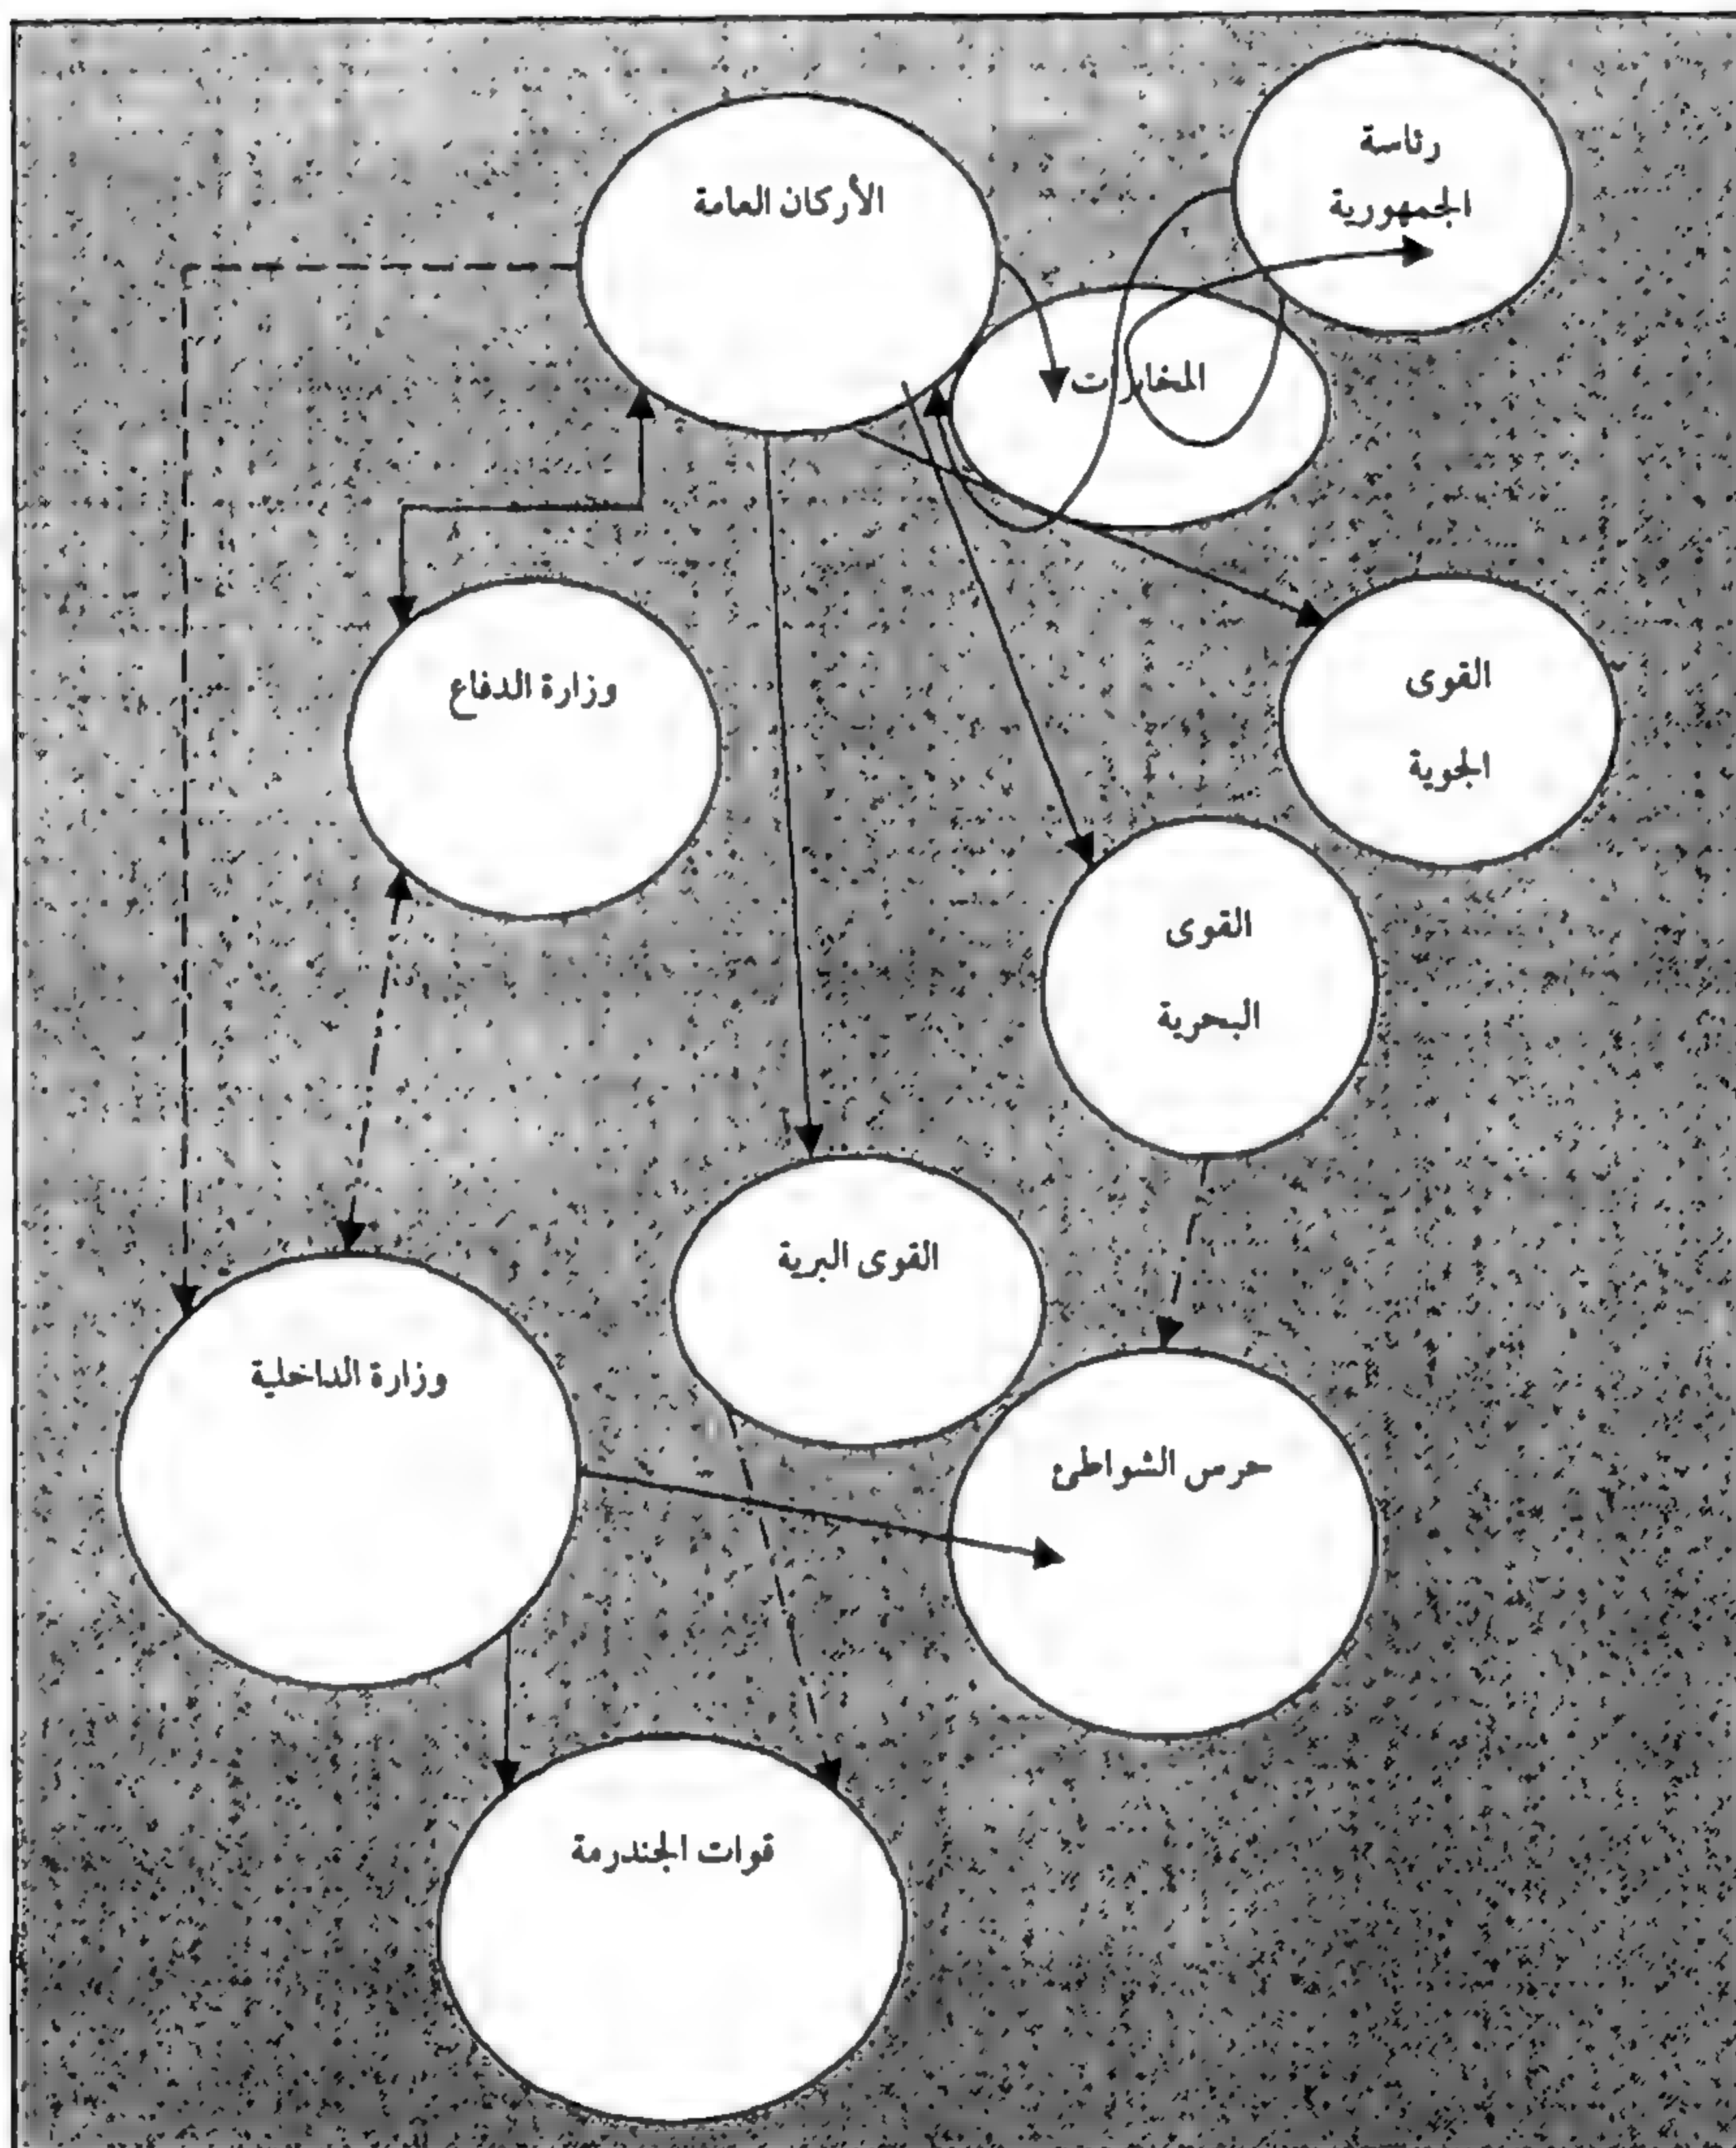 رئاسة
الجمهورية
الأركان العامة
المخابرات
وزارة الدفاع
القوى
الجوية
القوى
البحرية
القوى البرية
وزارة الداخلية
حرس الشواطئ
قوات الجندرمة